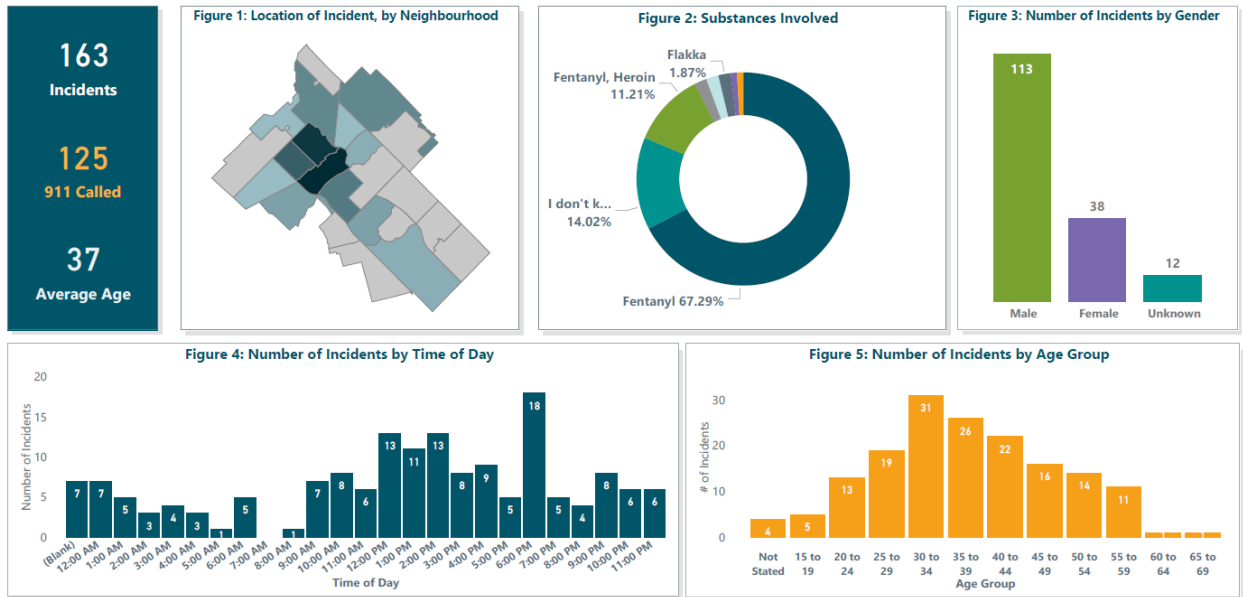 163
Incidents
125
911 Called
37
Average Age
Figure 1: Location of Incident, by Neighbourhood
Figure 2: Substances Involved
Flakka
1.87%
Fentanyl, Heroin
11.21%
I don't k...
14.02%
Fentanyl 67.29%
Figure 3: Number of Incidents by Gender
113
38
12
Male Female Unknown
Figure 4: Number of Incidents by Time of Day
Number of Incidents
20
15
10
5
0
7 7 5 3 4 3 1 5 1 7 8 6 13 11 13 8 9 5 18 5 4 8 6 6
(Blank) 12:00 AM 1:00 AM 2:00 AM 3:00 AM 4:00 AM 5:00 AM 6:00 AM 7:00 AM 8:00 AM 9:00 AM 10:00 AM 11:00 AM 12:00 PM 1:00 PM 2:00 PM 3:00 PM 4:00 PM 5:00 PM 6:00 PM 7:00 PM 8:00 PM 9:00 PM 10:00 PM 11:00 PM
Time of Day
Figure 5: Number of Incidents by Age Group
# of Incidents
30
20
10
0
4 5 13 19 31 26 22 16 14 11
Not 15 to 20 to 25 to 30 to 35 to 40 to 45 to 50 to 55 to 60 to 65 to
Stated 19 24 29 34 39 44 49 54 59 64 69
Age Group